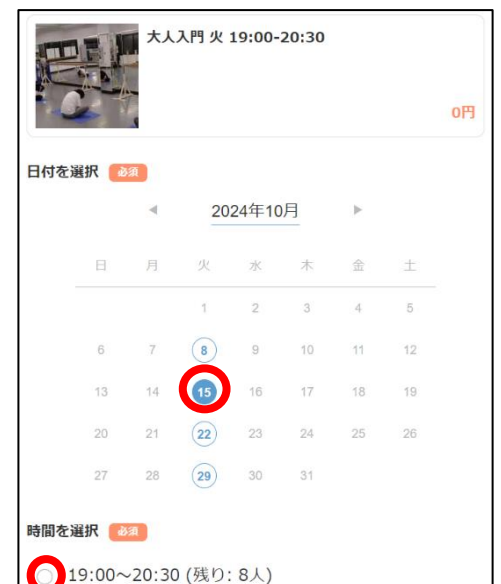 大人入門 火 19:00-20:30
0円
日付を選択 必須
◀ 2024年10月 ▶
日 月 火 水 木 金 土
1 2 3 4 5
6 7 8 9 10 11 12
13 14 15 16 17 18 19
20 21 22 23 24 25 26
27 28 29 30 31
時間を選択 必須
19:00～20:30 (残り: 8人)